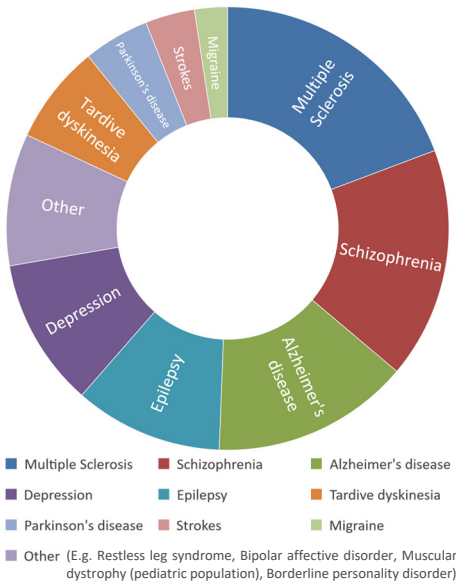 Multiple
Sclerosis
Schizophrenia
Alzheimer's
disease
Epilepsy
Depression
Other
Tardive
dyskinesia
Parkinson's disease
Strokes
Migraine
Multiple Sclerosis
Schizophrenia
Alzheimer's disease
Depression
Epilepsy
Tardive dyskinesia
Parkinson's disease
Strokes
Migraine
Other (E.g. Restless leg syndrome, Bipolar affective disorder, Muscular
dystrophy (pediatric population), Borderline personality disorder)